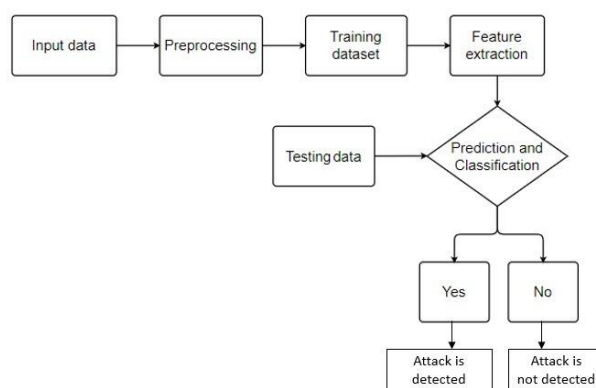 Input data
Preprocessing
Training
dataset
Feature
extraction
Testing data
Prediction and
Classification
Yes
No
Attack is
detected
Attack is
not detected